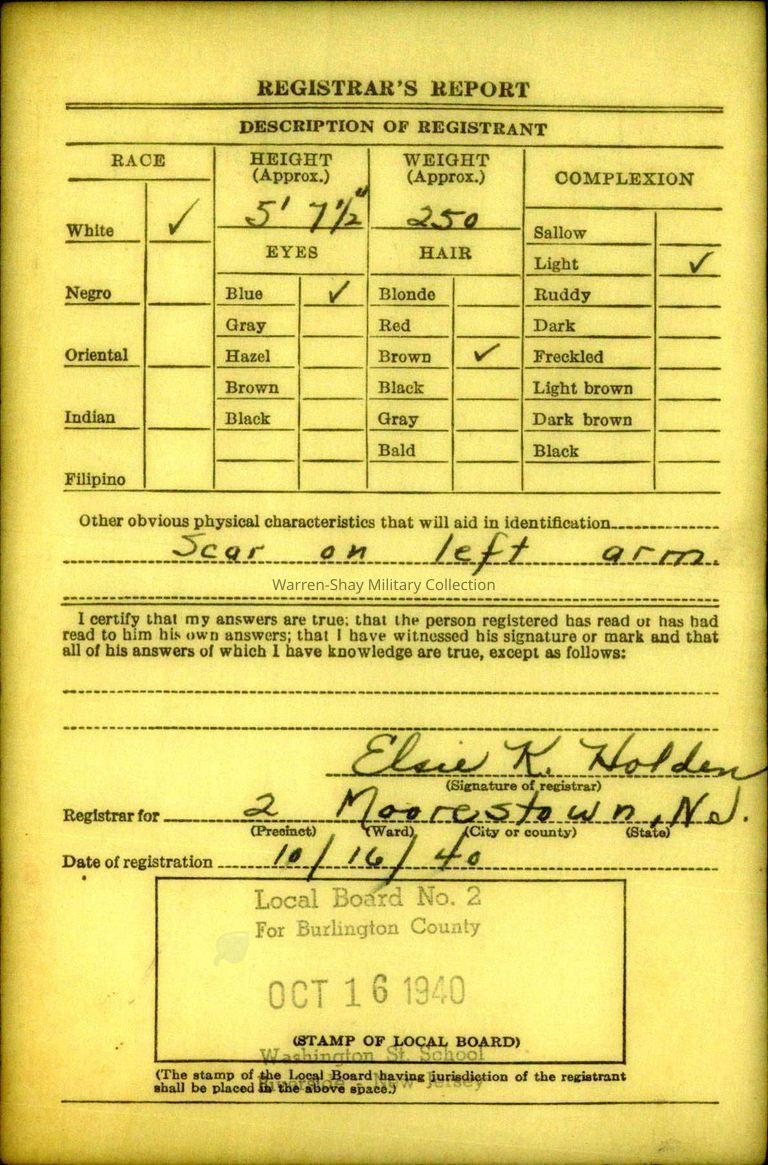 REGISTRAR'S REPORT
DESCRIPTION OF REGISTRANT
RACE
HEIGHT
(Approx.)
WEIGHT
(Approx.)
COMPLEXION
White ✓
5' 7½"
250
Sallow
EYES
HAIR
Light ✓
Negro
Blue ✓
Blonde
Ruddy
Gray
Red
Dark
Oriental
Hazel
Brown ✓
Freckled
Brown
Black
Light brown
Indian
Black
Gray
Dark brown
Bald
Black
Filipino
Other obvious physical characteristics that will aid in identification
Scar on left arm.
Warren-Shay Military Collection
I certify that my answers are true; that the person registered has read or has had
read to him his own answers; that I have witnessed his signature or mark and that
all of his answers of which I have knowledge are true, except as follows:
Elsie K. Holden
(Signature of registrar)
Registrar for 2 Moorestown, N.J.
(Precinct) (Ward) (City or county) (State)
Date of registration 10/16/40
Local Board No. 2
For Burlington County
OCT 16 1940
(STAMP OF LOCAL BOARD)
Washington St. School
(The stamp of the Local Board having jurisdiction of the registrant
Riverside - New Jersey
shall be placed in the above space.)